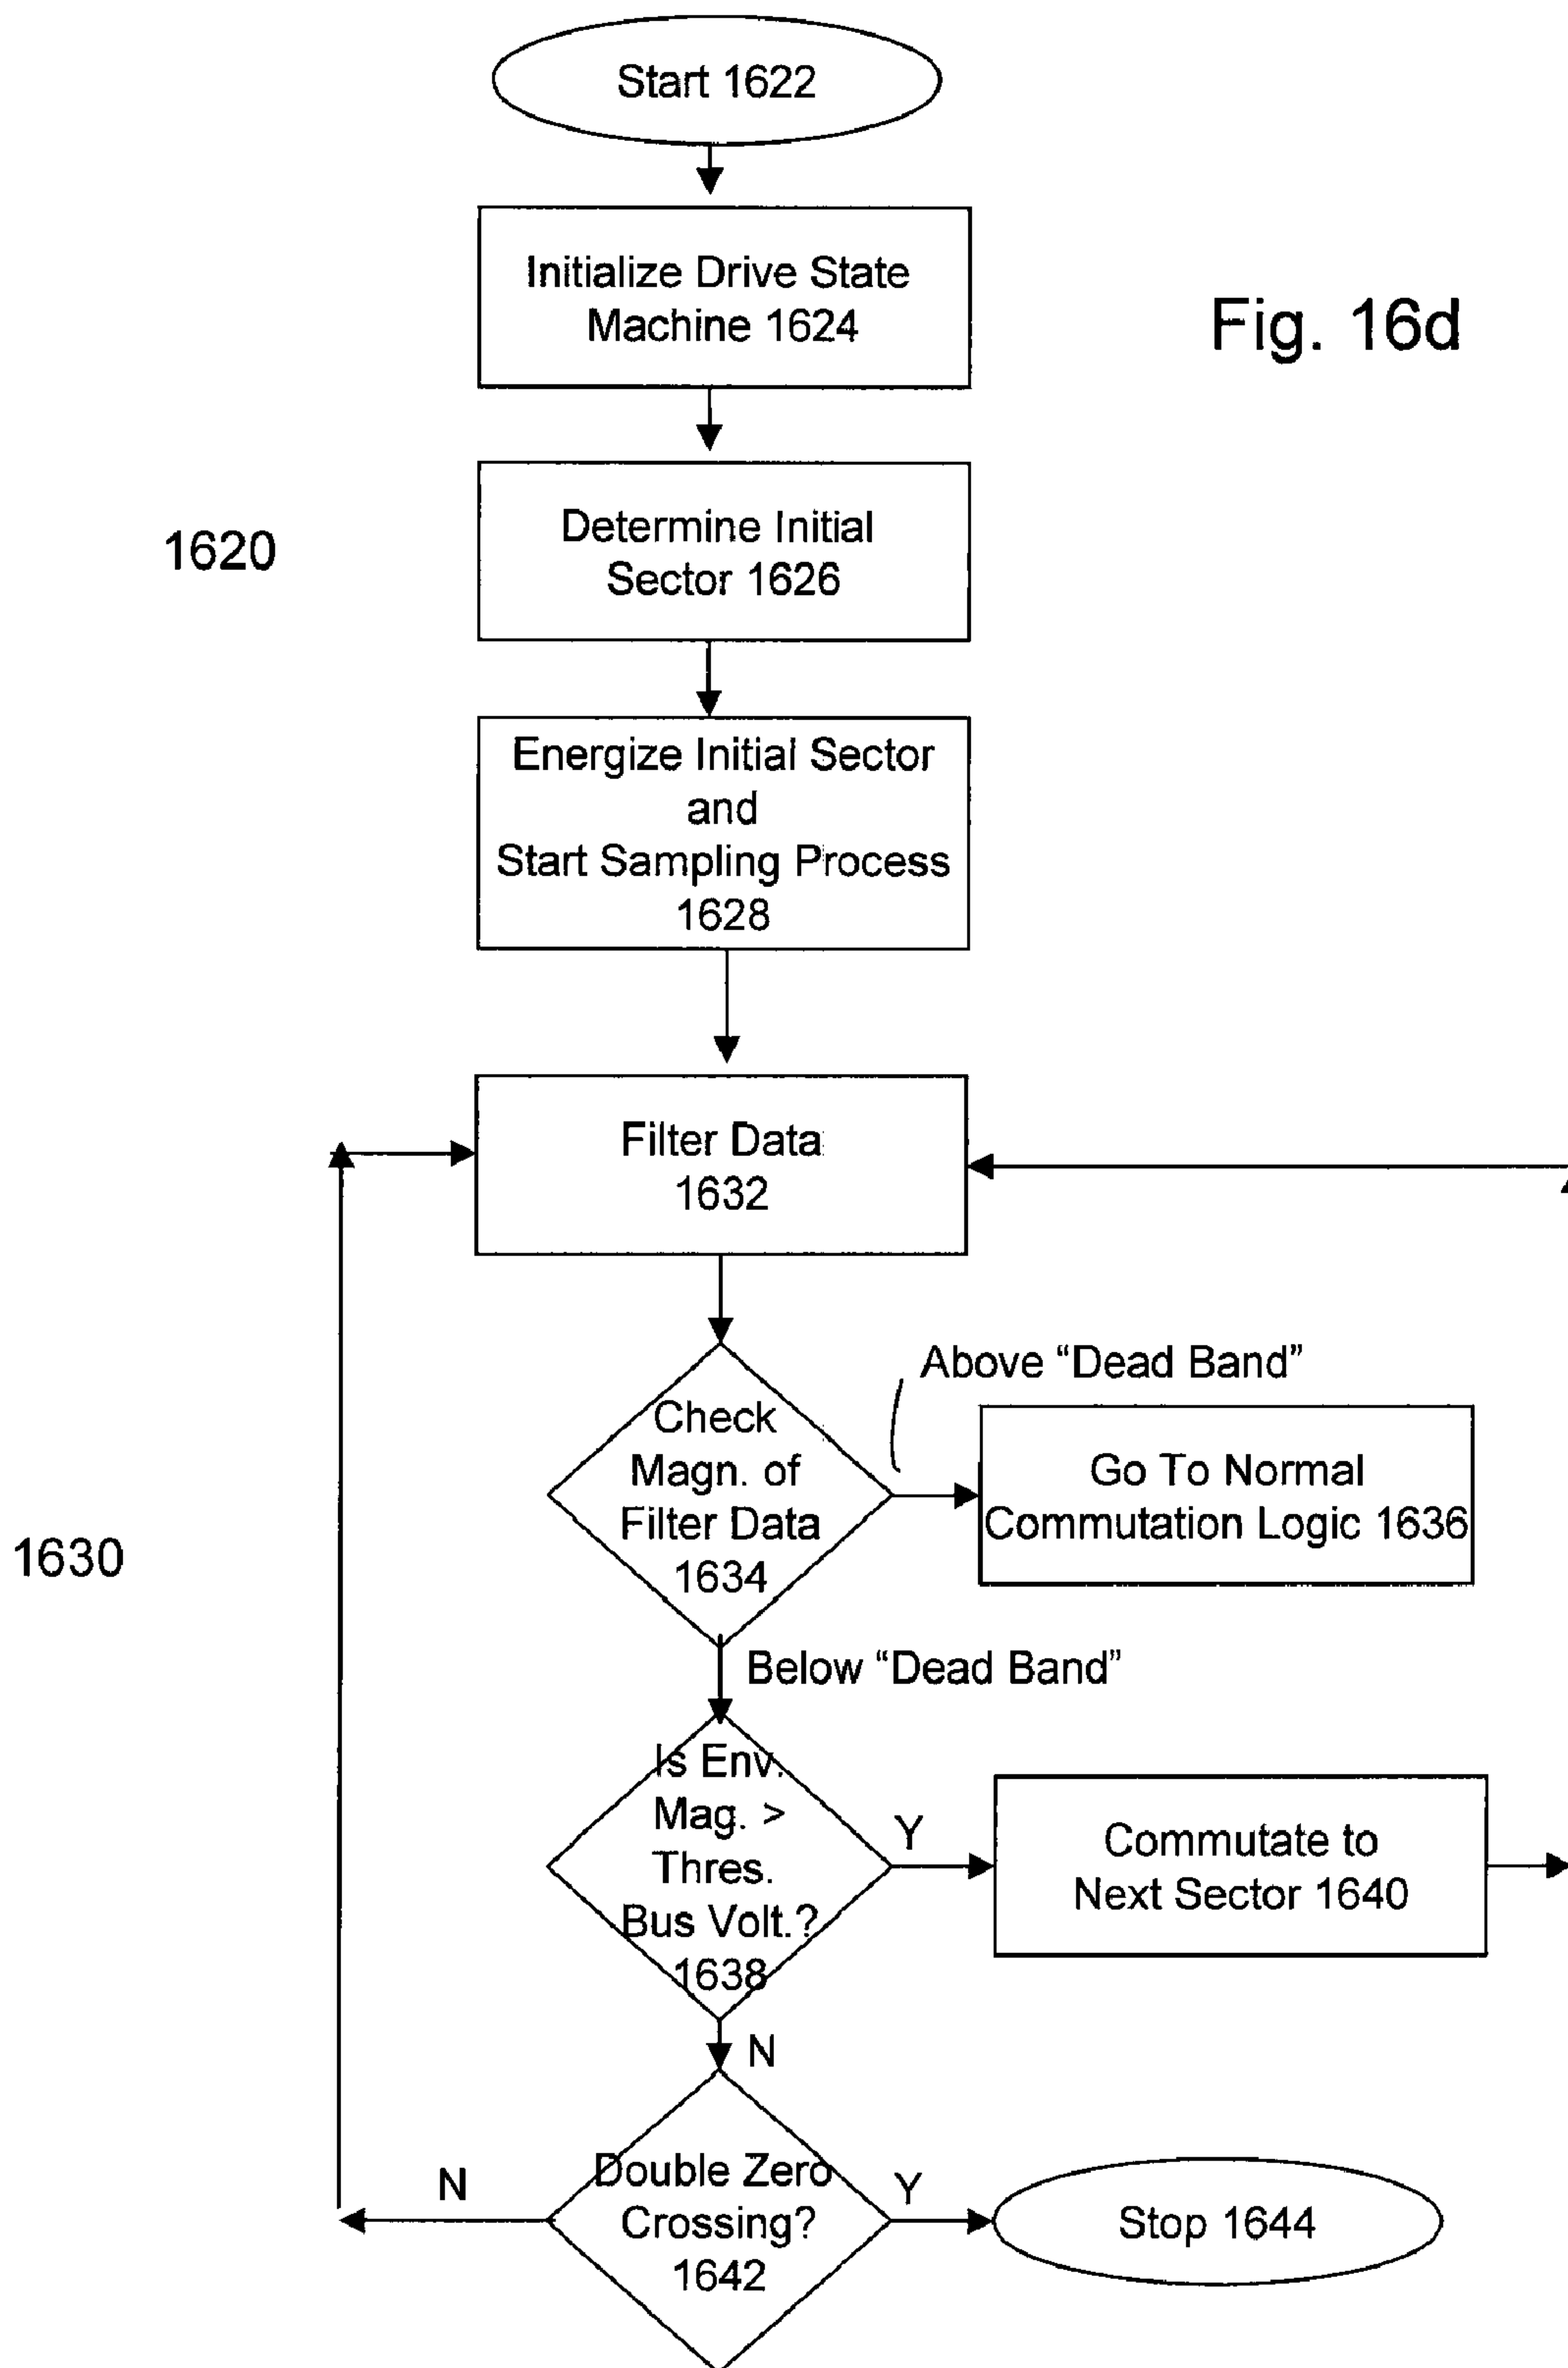 Start 1622
Initialize Drive State
Machine 1624
Fig. 16d
1620
Determine Initial
Sector 1626
Energize Initial Sector
and
Start Sampling Process
1628
Filter Data
1632
Above “Dead Band”
Check
Magn. of
Filter Data
1634
Go To Normal
Commutation Logic 1636
1630
Below “Dead Band”
Is Env.
Mag. >
Thres.
Bus Volt.?
1638
Y
Commutate to
Next Sector 1640
N
Double Zero
Crossing?
1642
N
Y
Stop 1644